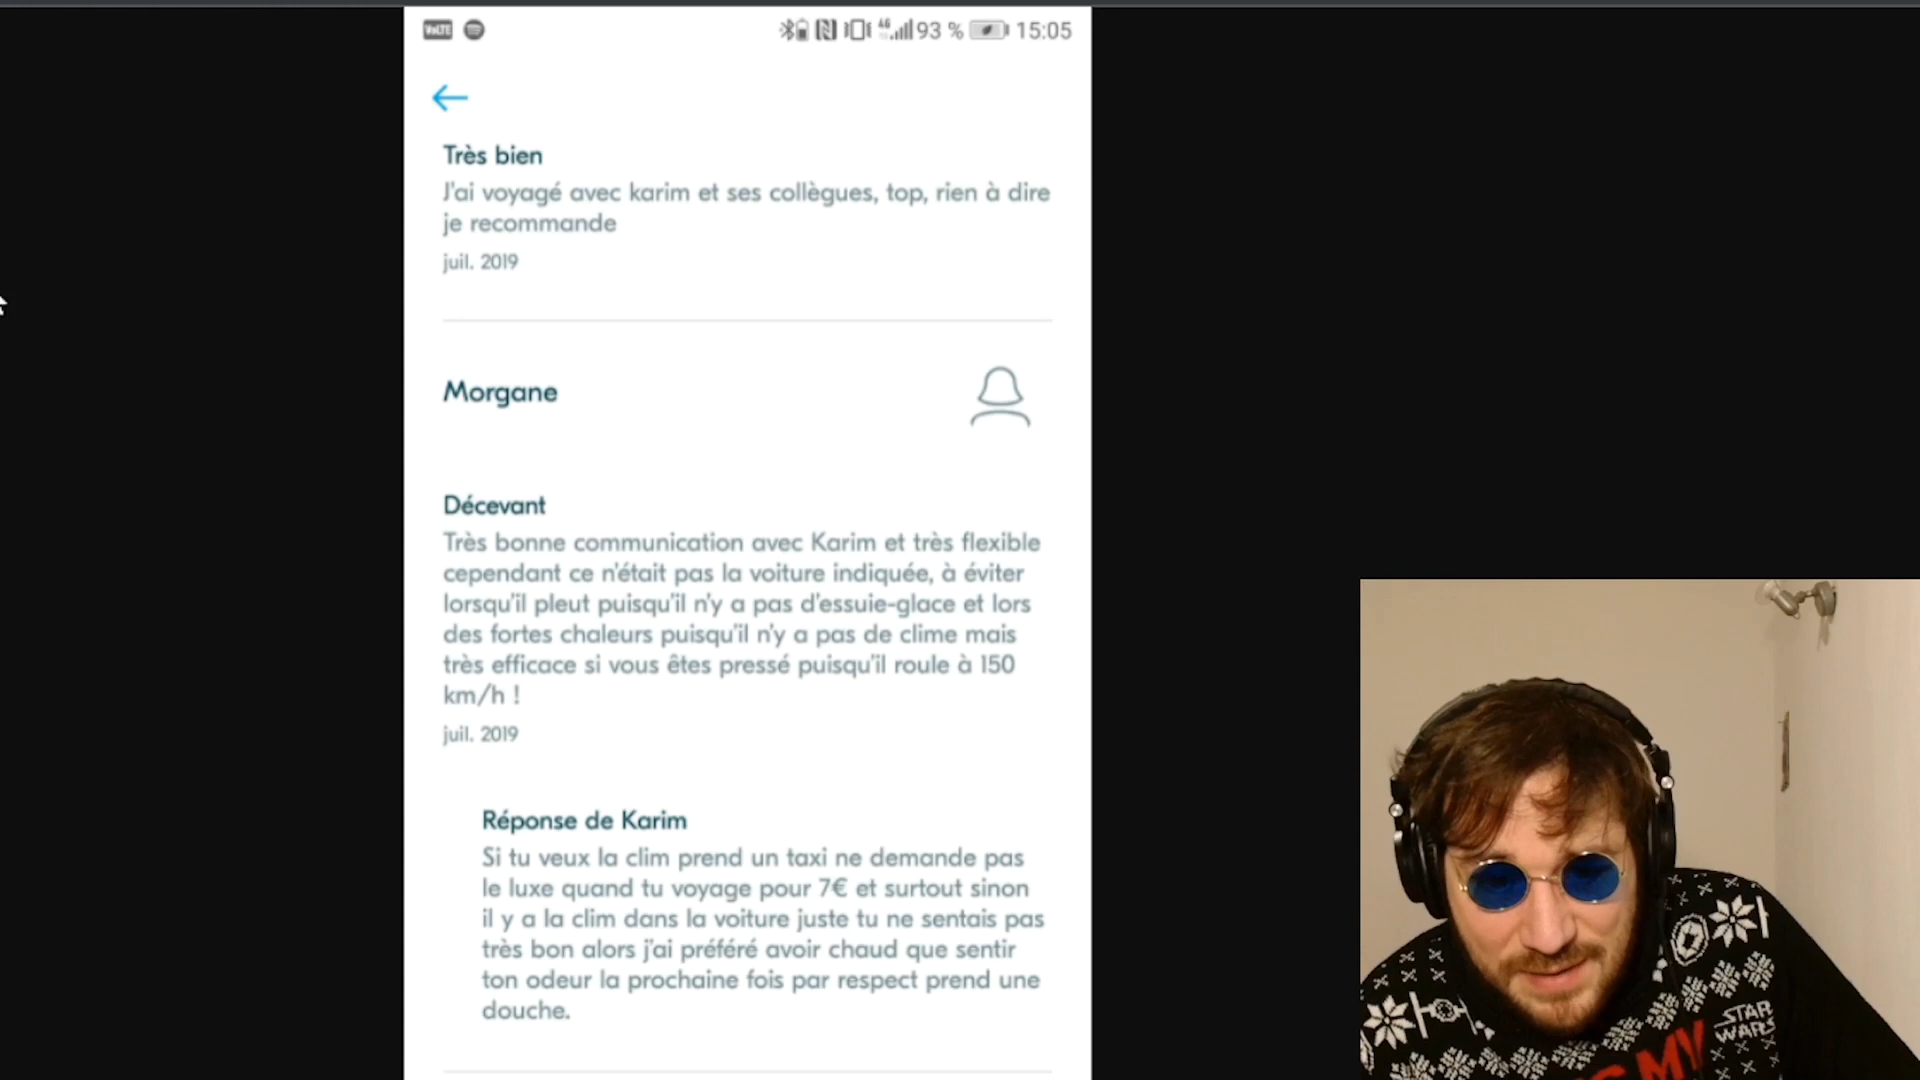 VoLTE
4G 93 % 15:05
Très bien
J'ai voyagé avec karim et ses collègues, top, rien à dire
je recommande
juil. 2019
Morgane
Décevant
Très bonne communication avec Karim et très flexible
cependant ce n'était pas la voiture indiquée, à éviter
lorsqu'il pleut puisqu'il n'y a pas d'essuie-glace et lors
des fortes chaleurs puisqu'il n'y a pas de clime mais
très efficace si vous êtes pressé puisqu'il roule à 150
km/h !
juil. 2019
Réponse de Karim
Si tu veux la clim prend un taxi ne demande pas
le luxe quand tu voyage pour 7€ et surtout sinon
il y a la clim dans la voiture juste tu ne sentais pas
très bon alors j'ai préféré avoir chaud que sentir
ton odeur la prochaine fois par respect prend une
douche.
STAR
WARS
MY